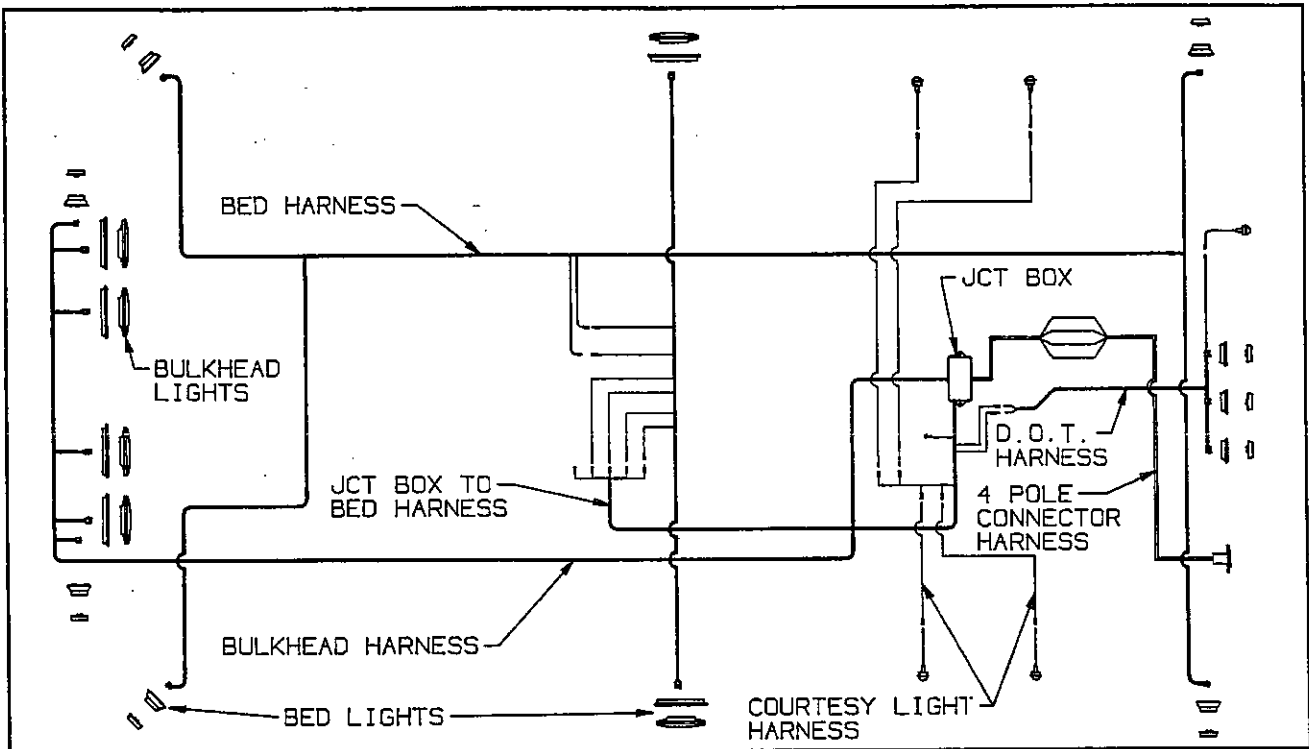 BED HARNESS
JCT BOX
BULKHEAD
LIGHTS
D.O.T.
HARNESS
JCT BOX TO
BED HARNESS
4 POLE
CONNECTOR
HARNESS
BULKHEAD HARNESS
BED LIGHTS
COURTESY LIGHT
HARNESS